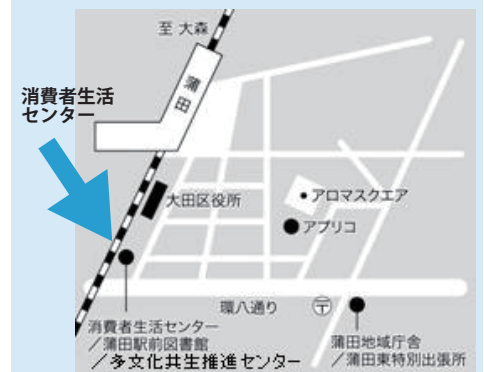 至 大森
消費者生活
センター
蒲田
大田区役所
アロマスクエア
アプリコ
環八通り
〒
消費者生活センター
/蒲田駅前図書館
/多文化共生推進センター
蒲田地域庁舎
/蒲田東特別出張所